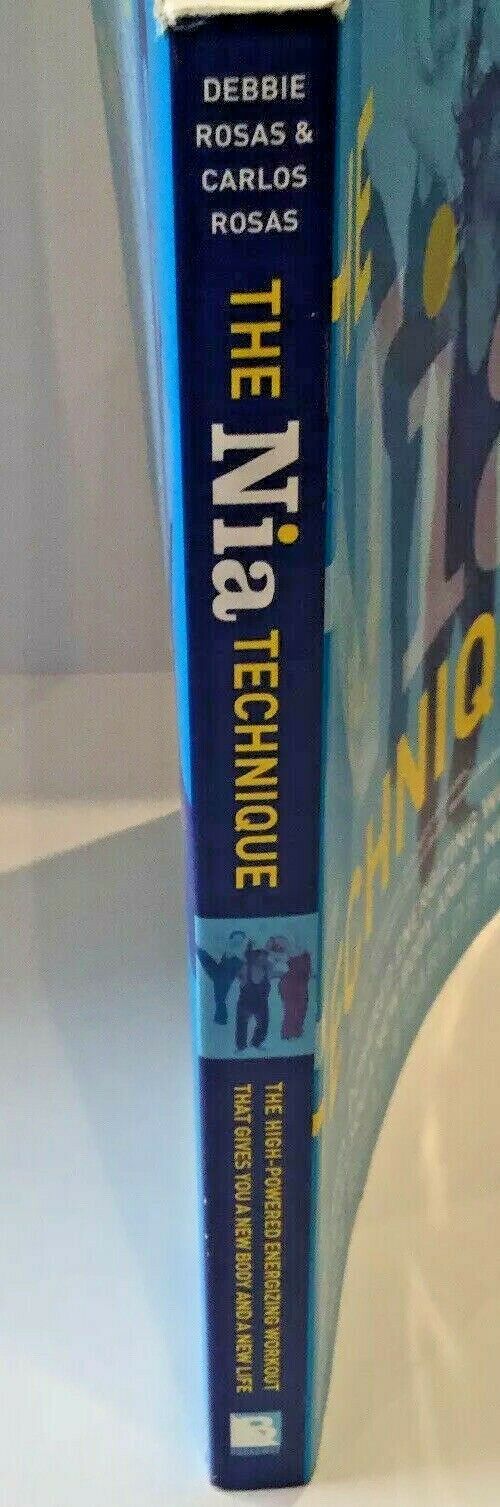 DEBBIE
ROSAS &
CARLOS
ROSAS
THE Nia TECHNIQUE
THE HIGH-POWERED ENERGIZING WORKOUT
THAT GIVES YOU A NEW BODY AND A NEW LIFE